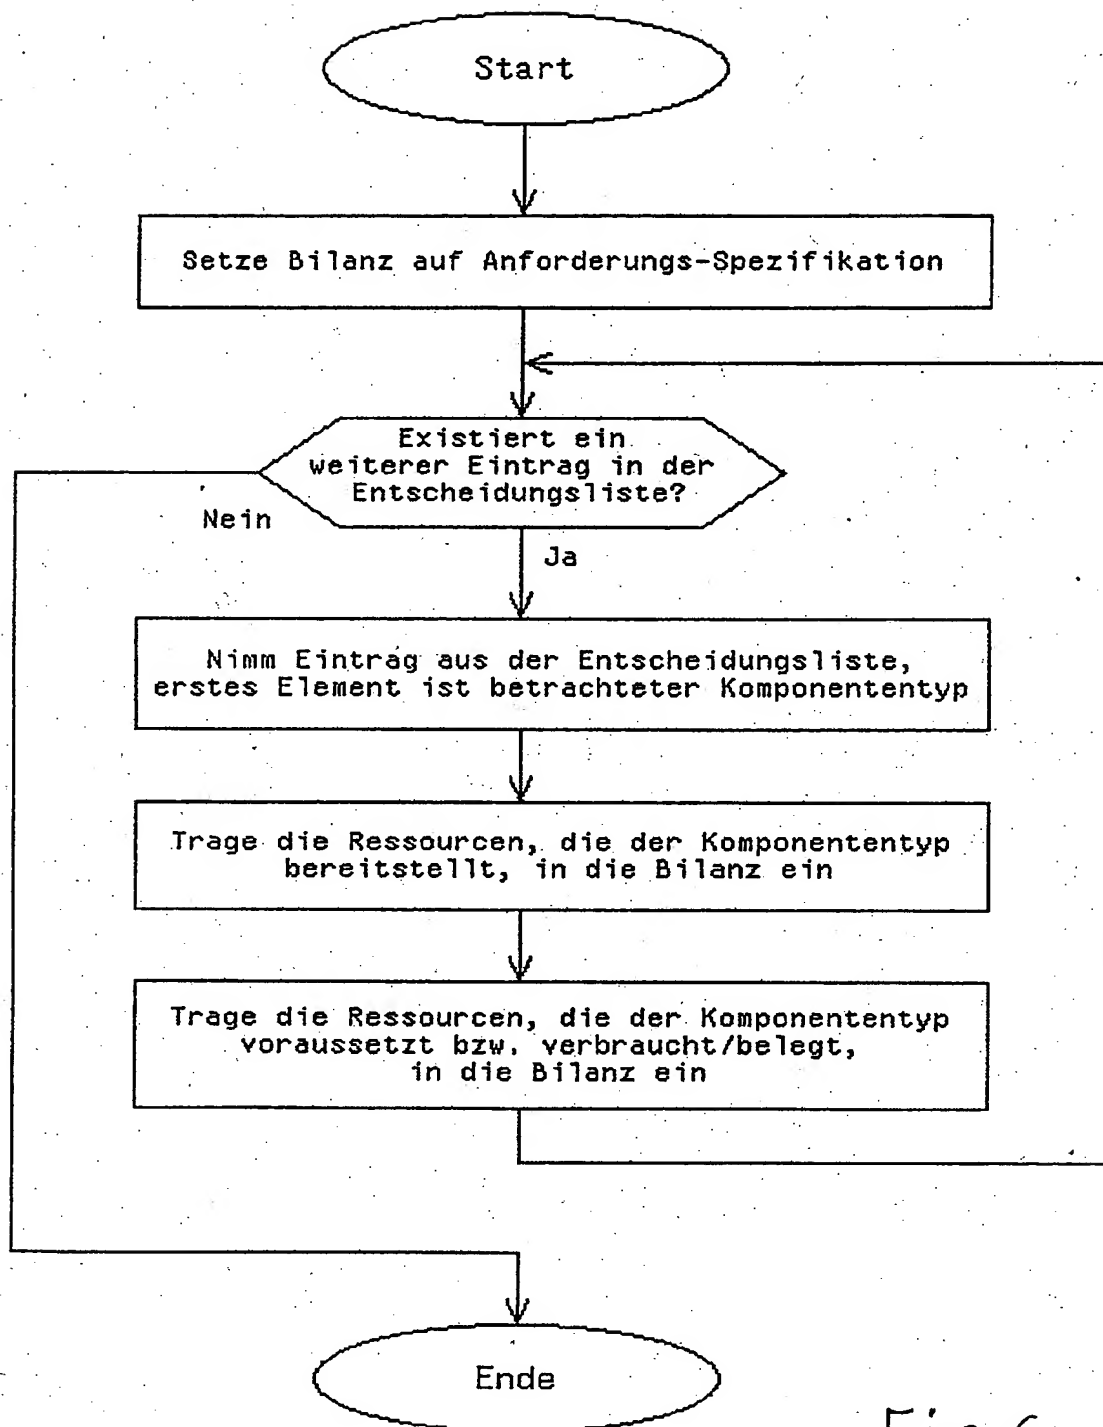 Start
Setze Bilanz auf Anforderungs-Spezifikation
Existiert ein
weiterer Eintrag in der
Entscheidungsliste?
Nein
Ja
Nimm Eintrag aus der Entscheidungsliste,
erstes Element ist betrachteter Komponententyp
Trage die Ressourcen, die der Komponententyp
bereitstellt, in die Bilanz ein
Trage die Ressourcen, die der Komponententyp
voraussetzt bzw. verbraucht/belegt,
in die Bilanz ein
Ende